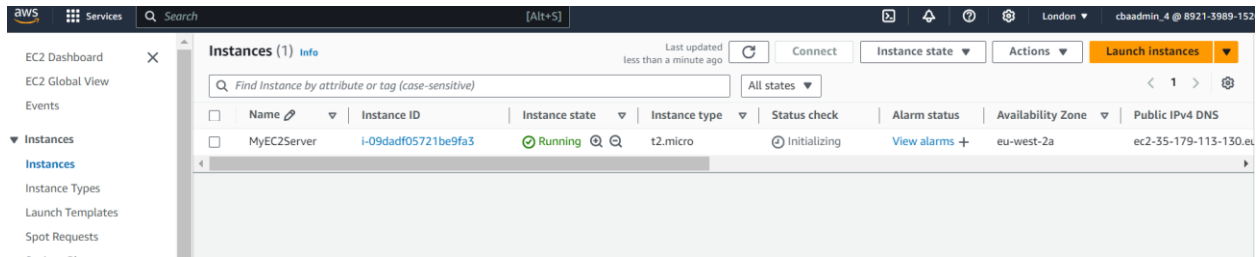 aws Services Search [Alt+S] London ▼ cbaadmin_4 @ 8921-3989-152
EC2 Dashboard
EC2 Global View
Events
Instances
Instances
Instance Types
Launch Templates
Spot Requests
Instances (1) Info
Last updated
less than a minute ago
Connect Instance state ▼ Actions ▼ Launch instances ▼
Find Instance by attribute or tag (case-sensitive) All states ▼ < 1 >
Name Instance ID Instance state Instance type Status check Alarm status Availability Zone Public IPv4 DNS
MyEC2Server i-09dadf05721be9fa3 Running t2.micro Initializing View alarms + eu-west-2a ec2-35-179-113-130.eu